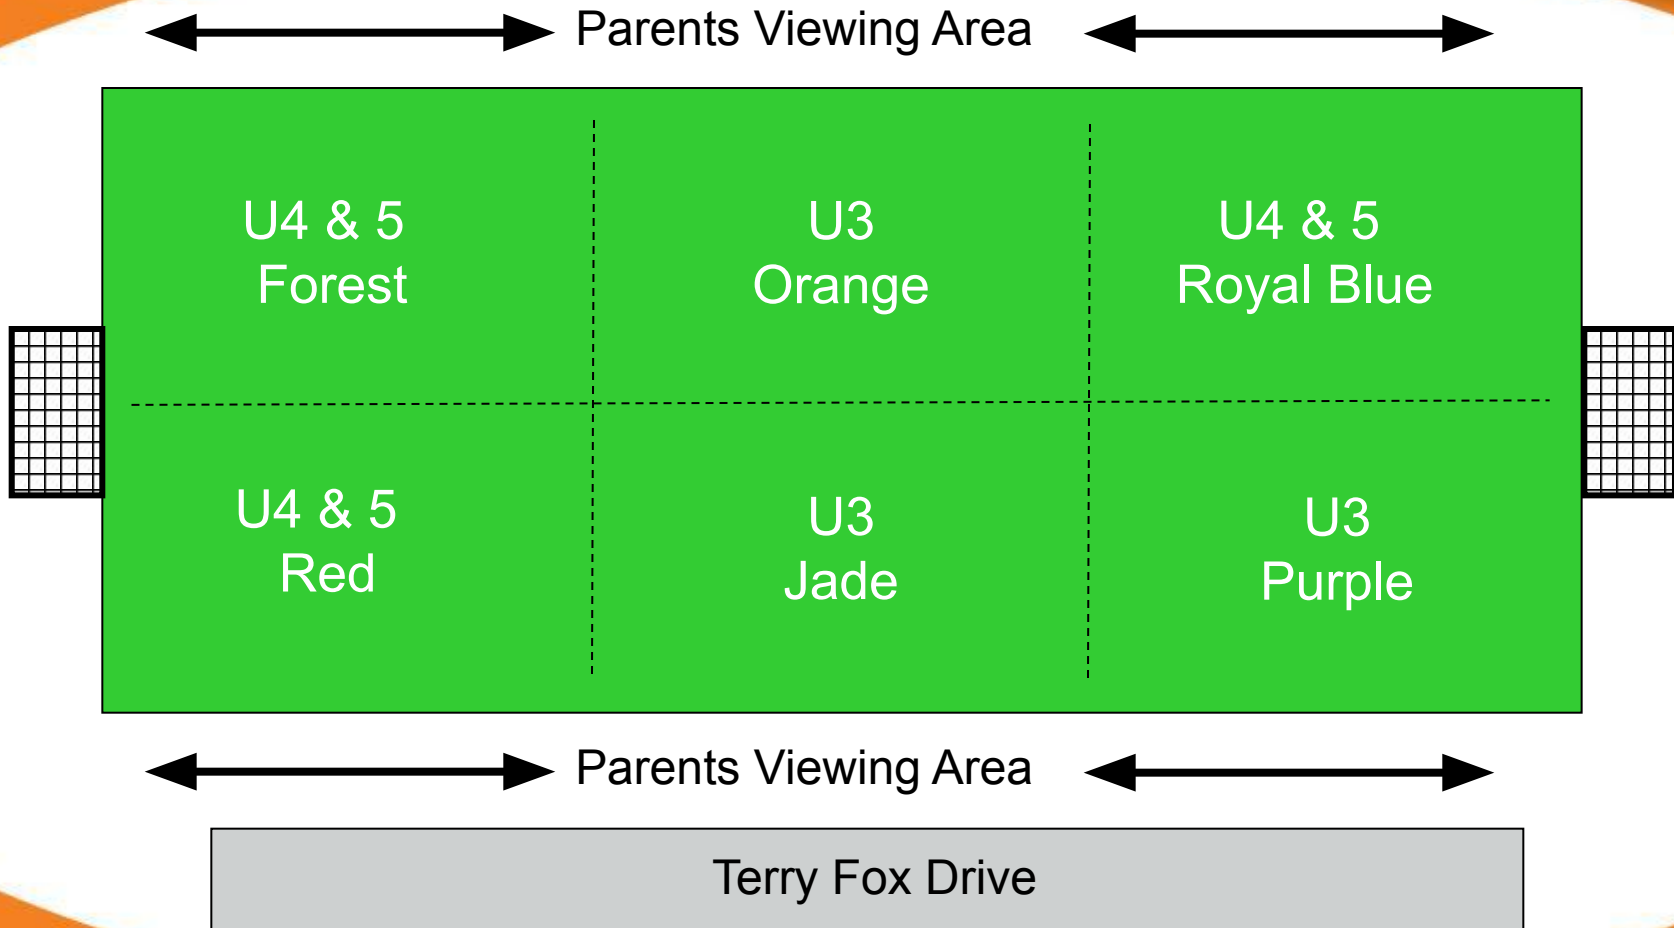 Parents Viewing Area
U4 & 5
Forest
U3
Orange
U4 & 5
Royal Blue
U4 & 5
Red
U3
Jade
U3
Purple
Parents Viewing Area
Terry Fox Drive